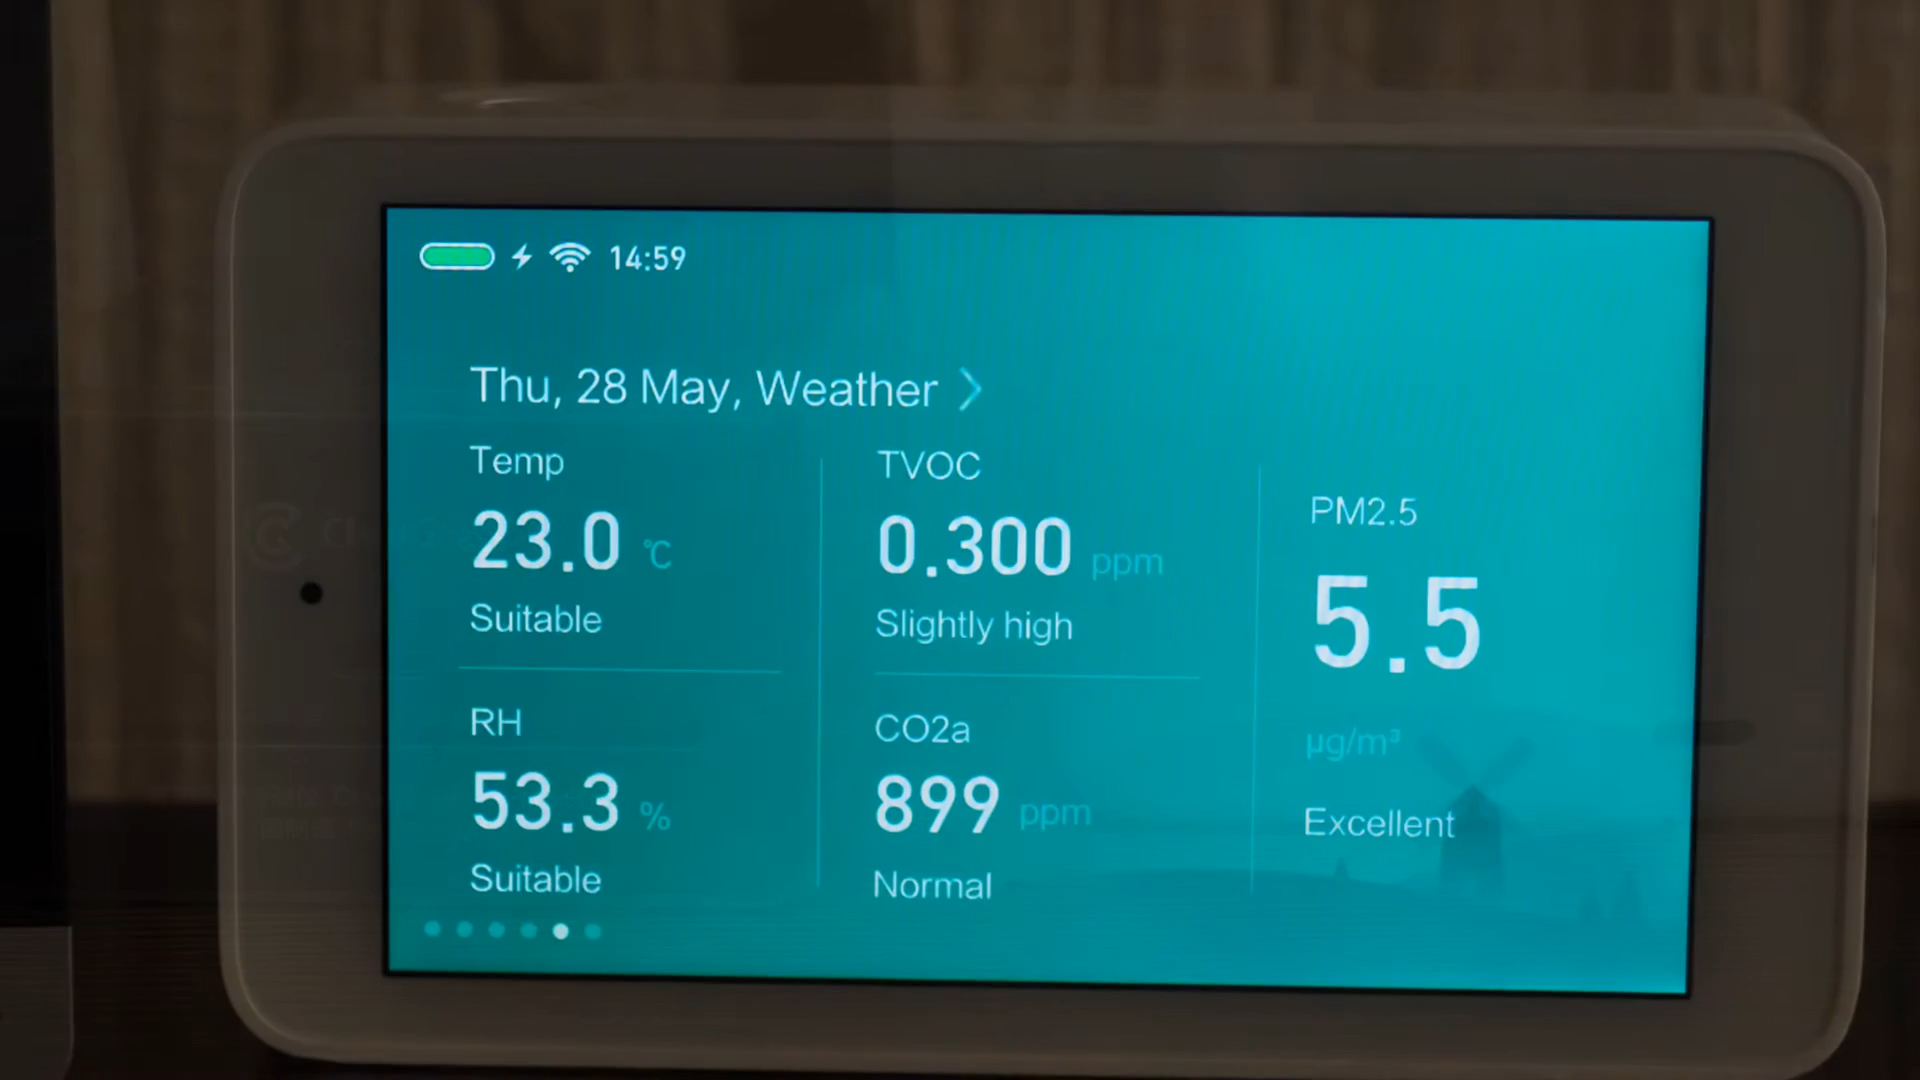 14:59
Thu, 28 May, Weather
Temp
23.0 ℃
Suitable
RH
53.3 %
Suitable
TVOC
0.300 ppm
Slightly high
CO2a
899 ppm
Normal
PM2.5
5.5
µg/m³
Excellent